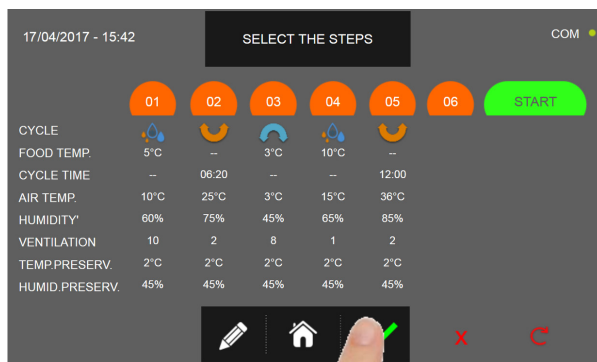 17/04/2017 - 15:42 SELECT THE STEPS COM
01 02 03 04 05 06 START
CYCLE
FOOD TEMP. 5°C -- 3°C 10°C --
CYCLE TIME -- 06:20 -- -- 12:00
AIR TEMP. 10°C 25°C 3°C 15°C 36°C
HUMIDITY' 60% 75% 45% 65% 85%
VENTILATION 10 2 8 1 2
TEMP.PRESERV. 2°C 2°C 2°C 2°C 2°C
HUMID.PRESERV. 45% 45% 45% 45% 45%
X